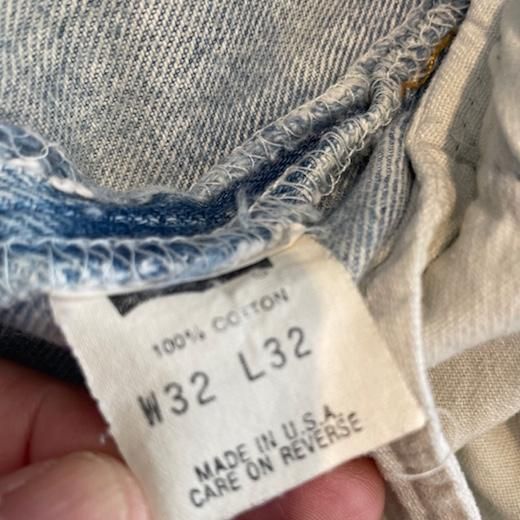 100% COTTON
W32 L32
MADE IN U.S.A.
CARE ON REVERSE